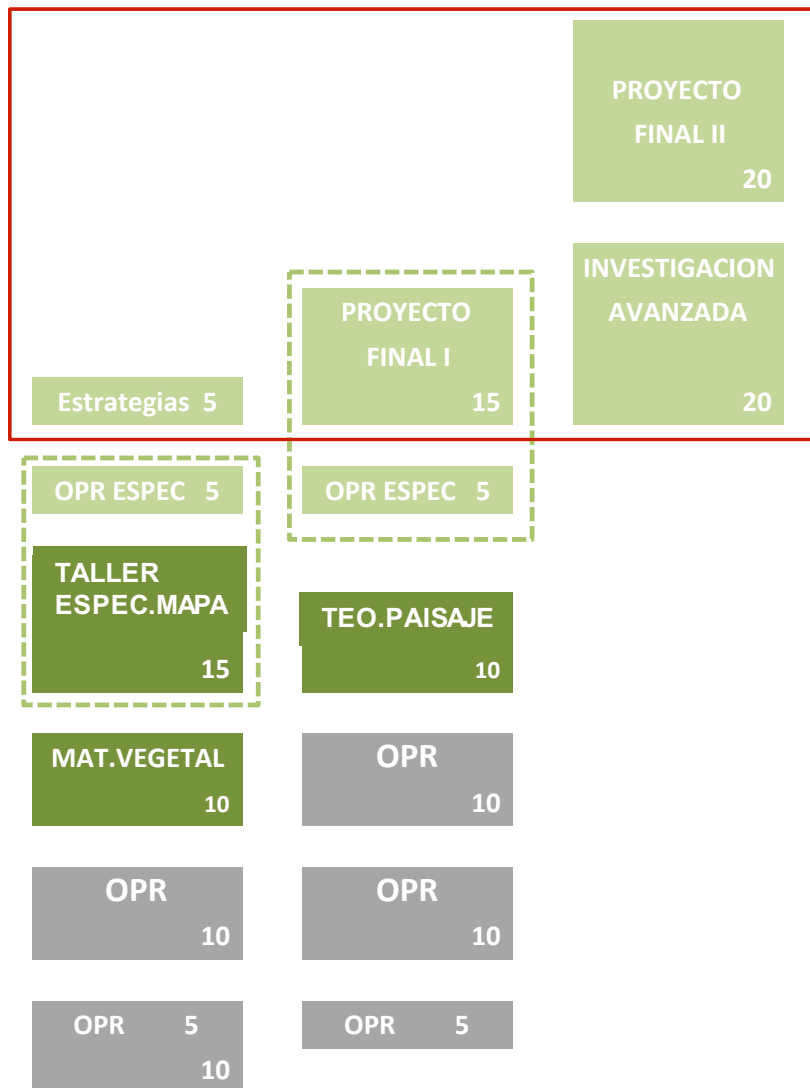 PROYECTO
FINAL II
20
INVESTIGACION
AVANZADA
20
PROYECTO
FINAL I
15
Estrategias 5
OPR ESPEC 5
OPR ESPEC 5
TALLER
ESPEC.MAPA
15
TEO.PAISAJE
10
MAT.VEGETAL
10
OPR
10
OPR
10
OPR
10
OPR 5
10
OPR 5